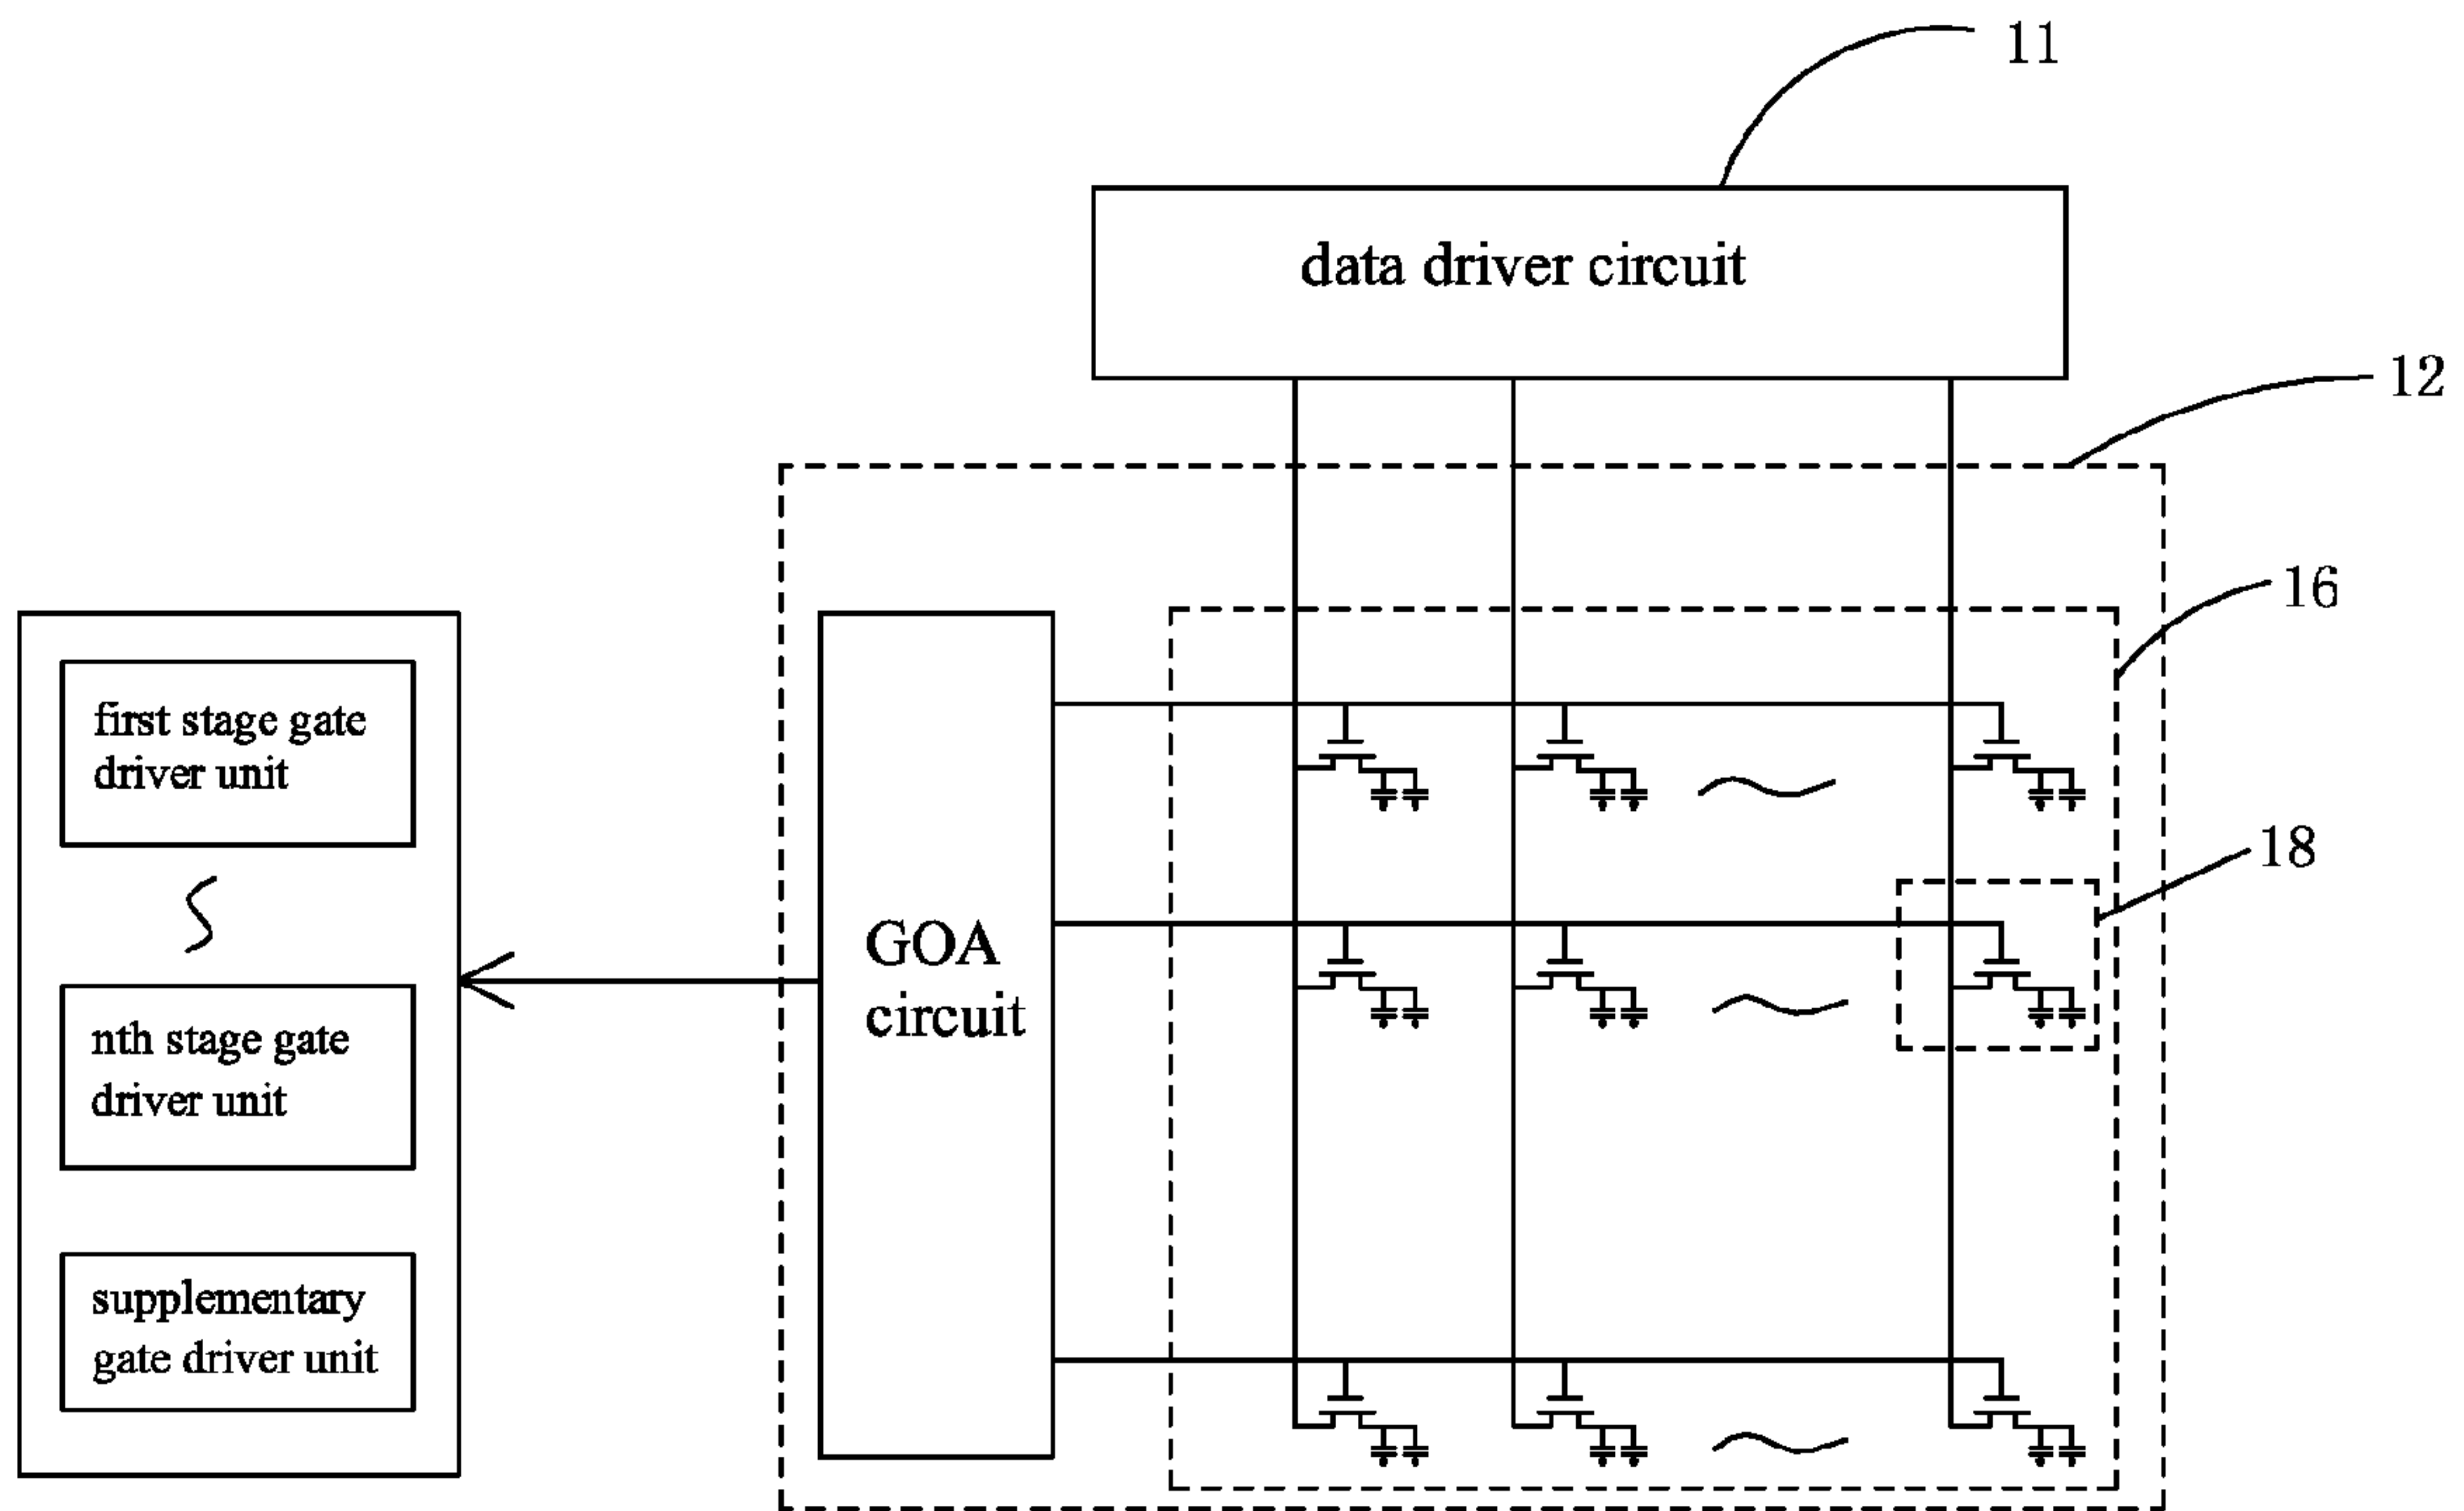 11
data driver circuit
12
16
first stage gate
driver unit
18
GOA
circuit
nth stage gate
driver unit
supplementary
gate driver unit